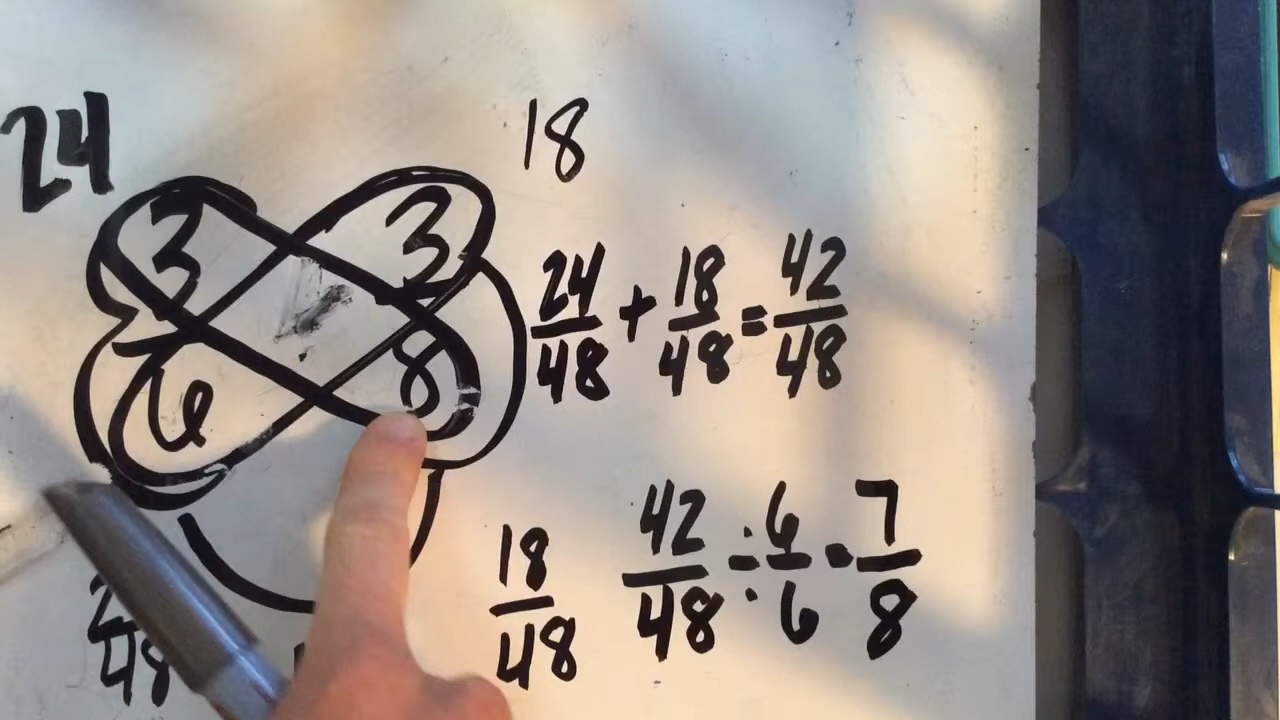 24 18
3/6 3/8
24/48 + 18/48 = 42/48
18/48 42/48 ÷ 6/6 = 7/8